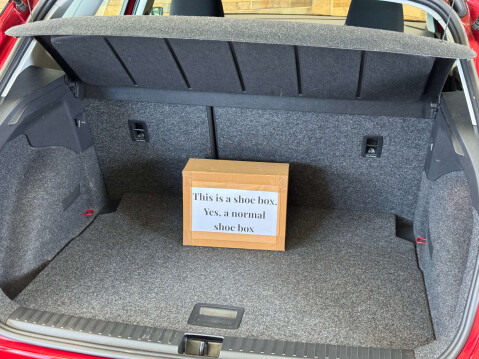 This is a shoe box.
Yes, a normal
shoe box